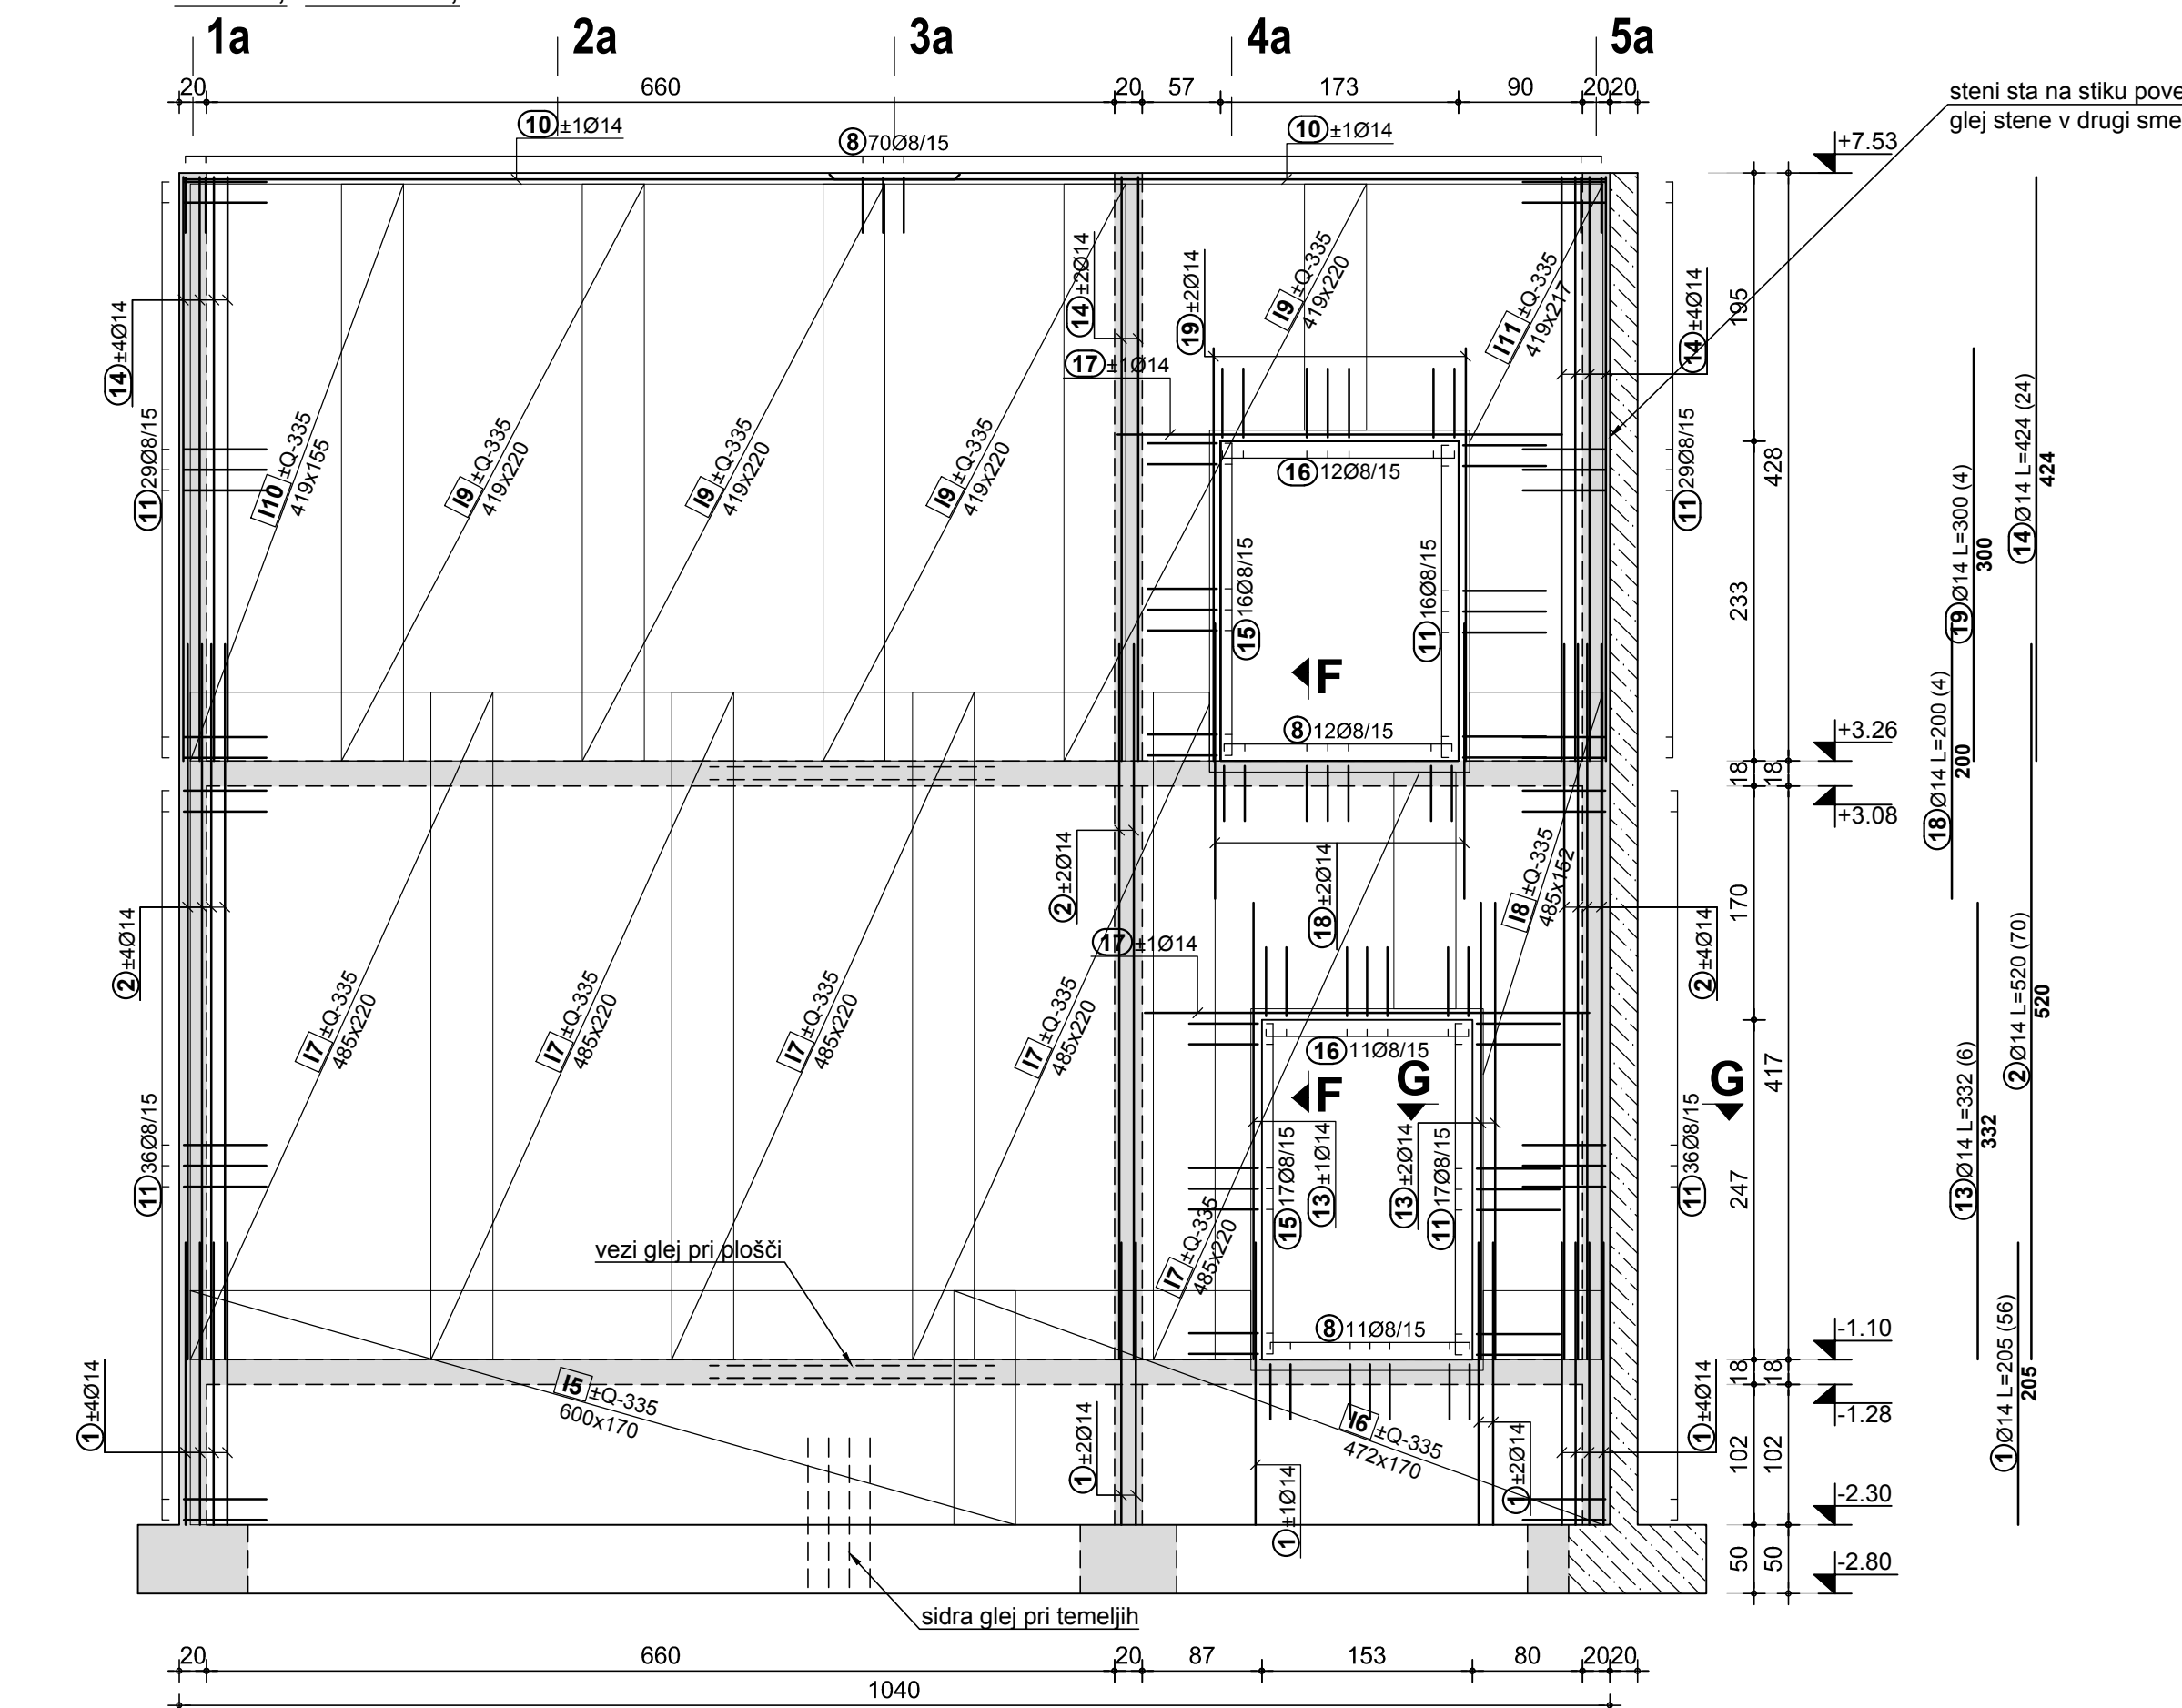 1a 2a 3a 4a 5a
20 660 20 57 173 90 20 20
steni sta na stiku
glej stene v drugi
10 ±1Ø14
8 70Ø8/15
10 ±1Ø14
+7.53
14 ±4Ø14
11 29Ø8/15
I10 ±Q-335
419x155
I9 ±Q-335
419x220
I9 ±Q-335
419x220
I9 ±Q-335
419x220
14 ±2Ø14
17 ±1Ø14
19 ±2Ø14
I9 ±Q-335
419x220
I11 ±Q-335
419x217
14 ±4Ø14
11 29Ø8/15
195
428
233
16 12Ø8/15
15 16Ø8/15
11 16Ø8/15
F
8 12Ø8/15
19 Ø14 L=300 (4)
300
14 Ø14 L=424 (24)
424
18 Ø14 L=200 (4)
200
+3.26
18 18
+3.08
2 ±4Ø14
2 ±2Ø14
18 ±2Ø14
17 ±1Ø14
I8 ±Q-335
485x152
2 ±4Ø14
170
417
247
I7 ±Q-335
485x220
I7 ±Q-335
485x220
I7 ±Q-335
485x220
I7 ±Q-335
485x220
I7 ±Q-335
485x220
16 11Ø8/15
F G G
15 17Ø8/15
13 ±1Ø14
13 ±2Ø14
11 17Ø8/15
8 11Ø8/15
11 36Ø8/15
11 36Ø8/15
13 Ø14 L=332 (6)
332
2 Ø14 L=520 (70)
520
vezi glej pri plošči
-1.10
18 18
-1.28
1 ±4Ø14
I5 ±Q-335
600x170
1 ±2Ø14
I6 ±Q-335
472x170
1 ±1Ø14
1 ±2Ø14
1 ±4Ø14
102 102
1 Ø14 L=205 (56)
205
-2.30
50 50
-2.80
sidra glej pri temeljih
20 660 20 87 153 80 20 20
1040